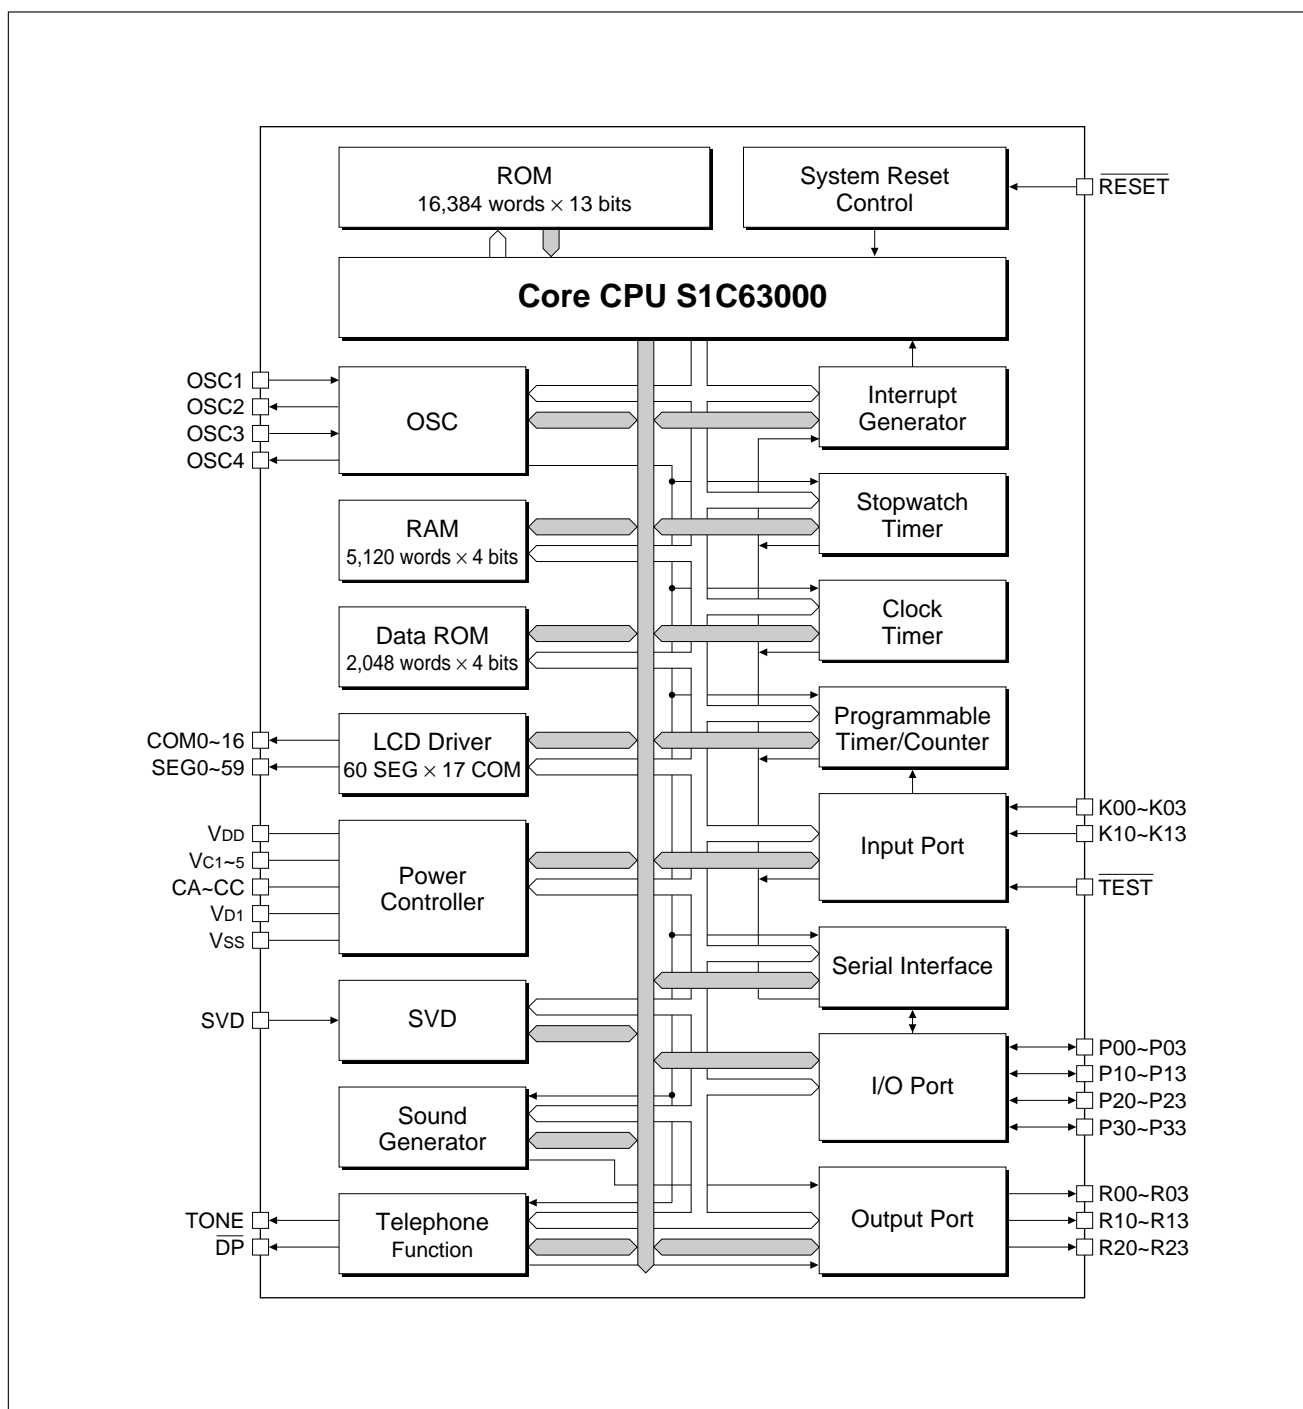 ROM
16,384 words × 13 bits
System Reset
Control
RESET
Core CPU S1C63000
OSC1
OSC2
OSC3
OSC4
OSC
Interrupt
Generator
RAM
5,120 words × 4 bits
Stopwatch
Timer
Data ROM
2,048 words × 4 bits
Clock
Timer
COM0~16
SEG0~59
LCD Driver
60 SEG × 17 COM
Programmable
Timer/Counter
VDD
VC1~5
CA~CC
VD1
VSS
Power
Controller
Input Port
K00~K03
K10~K13
TEST
Serial Interface
SVD
SVD
I/O Port
P00~P03
P10~P13
P20~P23
P30~P33
Sound
Generator
TONE
DP
Telephone
Function
Output Port
R00~R03
R10~R13
R20~R23